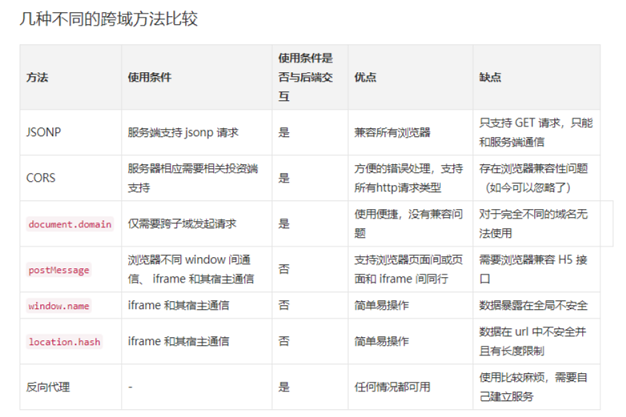 几种不同的跨域方法比较
方法
使用条件
使用条件是
否与后端交
互
优点
缺点
JSONP
服务端支持 jsonp 请求
是
兼容所有浏览器
只支持 GET 请求，只能
和服务端通信
CORS
服务器相应需要相关投资端
支持
是
方便的错误处理，支持
所有http请求类型
存在浏览器兼容性问题
（如今可以忽略了）
document.domain
仅需要跨子域发起请求
是
使用便捷，没有兼容问
题
对于完全不同的域名无
法使用
postMessage
浏览器不同 window 间通
信、 iframe 和其宿主通信
否
支持浏览器页面间或页
面和 iframe 间同行
需要浏览器兼容 H5 接
口
window.name
iframe 和其宿主通信
否
简单易操作
数据暴露在全局不安全
location.hash
iframe 和其宿主通信
否
简单易操作
数据在 url 中不安全并
且有长度限制
反向代理
-
是
任何情况都可用
使用比较麻烦，需要自
己建立服务